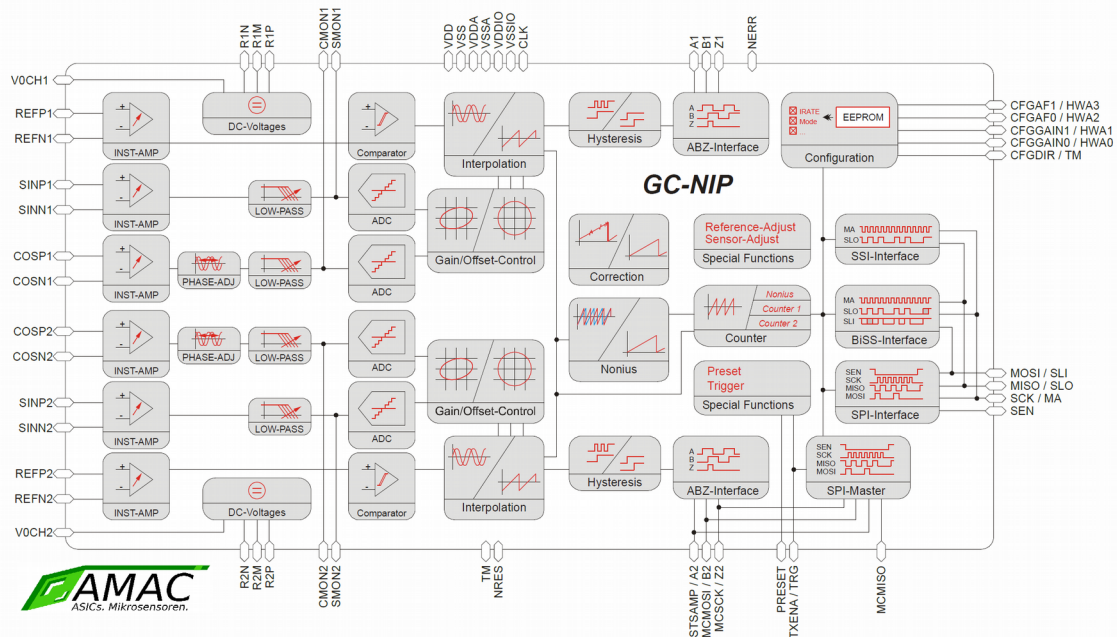 R1N
R1M
R1P
CMON1
SMON1
VDD
VSS
VDDA
VSSA
VDDIO
VSSIO
CLK
A1
B1
Z1
NERR
V0CH1
REFP1
REFN1
SINP1
SINN1
COSP1
COSN1
COSP2
COSN2
SINP2
SINN2
REFP2
REFN2
V0CH2
+
-
INST-AMP
DC-Voltages
+
-
Comparator
Interpolation
Hysteresis
A
B
Z
ABZ-Interface
IRATE
Mode
...
EEPROM
Configuration
CFGAF1 / HWA3
CFGAF0 / HWA2
CFGGAIN1 / HWA1
CFGGAIN0 / HWA0
CFGDIR / TM
GC-NIP
+
-
INST-AMP
LOW-PASS
ADC
Gain/Offset-Control
+
-
INST-AMP
PHASE-ADJ
LOW-PASS
ADC
Correction
Reference-Adjust
Sensor-Adjust
Special Functions
MA
SLO
SSI-Interface
Nonius
Nonius
Counter 1
Counter 2
Counter
MA
SLO
SLI
BiSS-Interface
+
-
INST-AMP
PHASE-ADJ
LOW-PASS
ADC
Gain/Offset-Control
Preset
Trigger
Special Functions
SEN
SCK
MISO
MOSI
SPI-Interface
MOSI / SLI
MISO / SLO
SCK / MA
SEN
+
-
INST-AMP
LOW-PASS
ADC
+
-
INST-AMP
DC-Voltages
+
-
Comparator
Interpolation
Hysteresis
A
B
Z
ABZ-Interface
SEN
SCK
MISO
MOSI
SPI-Master
R2N
R2M
R2P
CMON2
SMON2
TM
NRES
STSAMP / A2
MCMOSI / B2
MCSCK / Z2
PRESET
TXENA / TRG
MCMISO
AMAC
ASICs. Mikrosensoren.